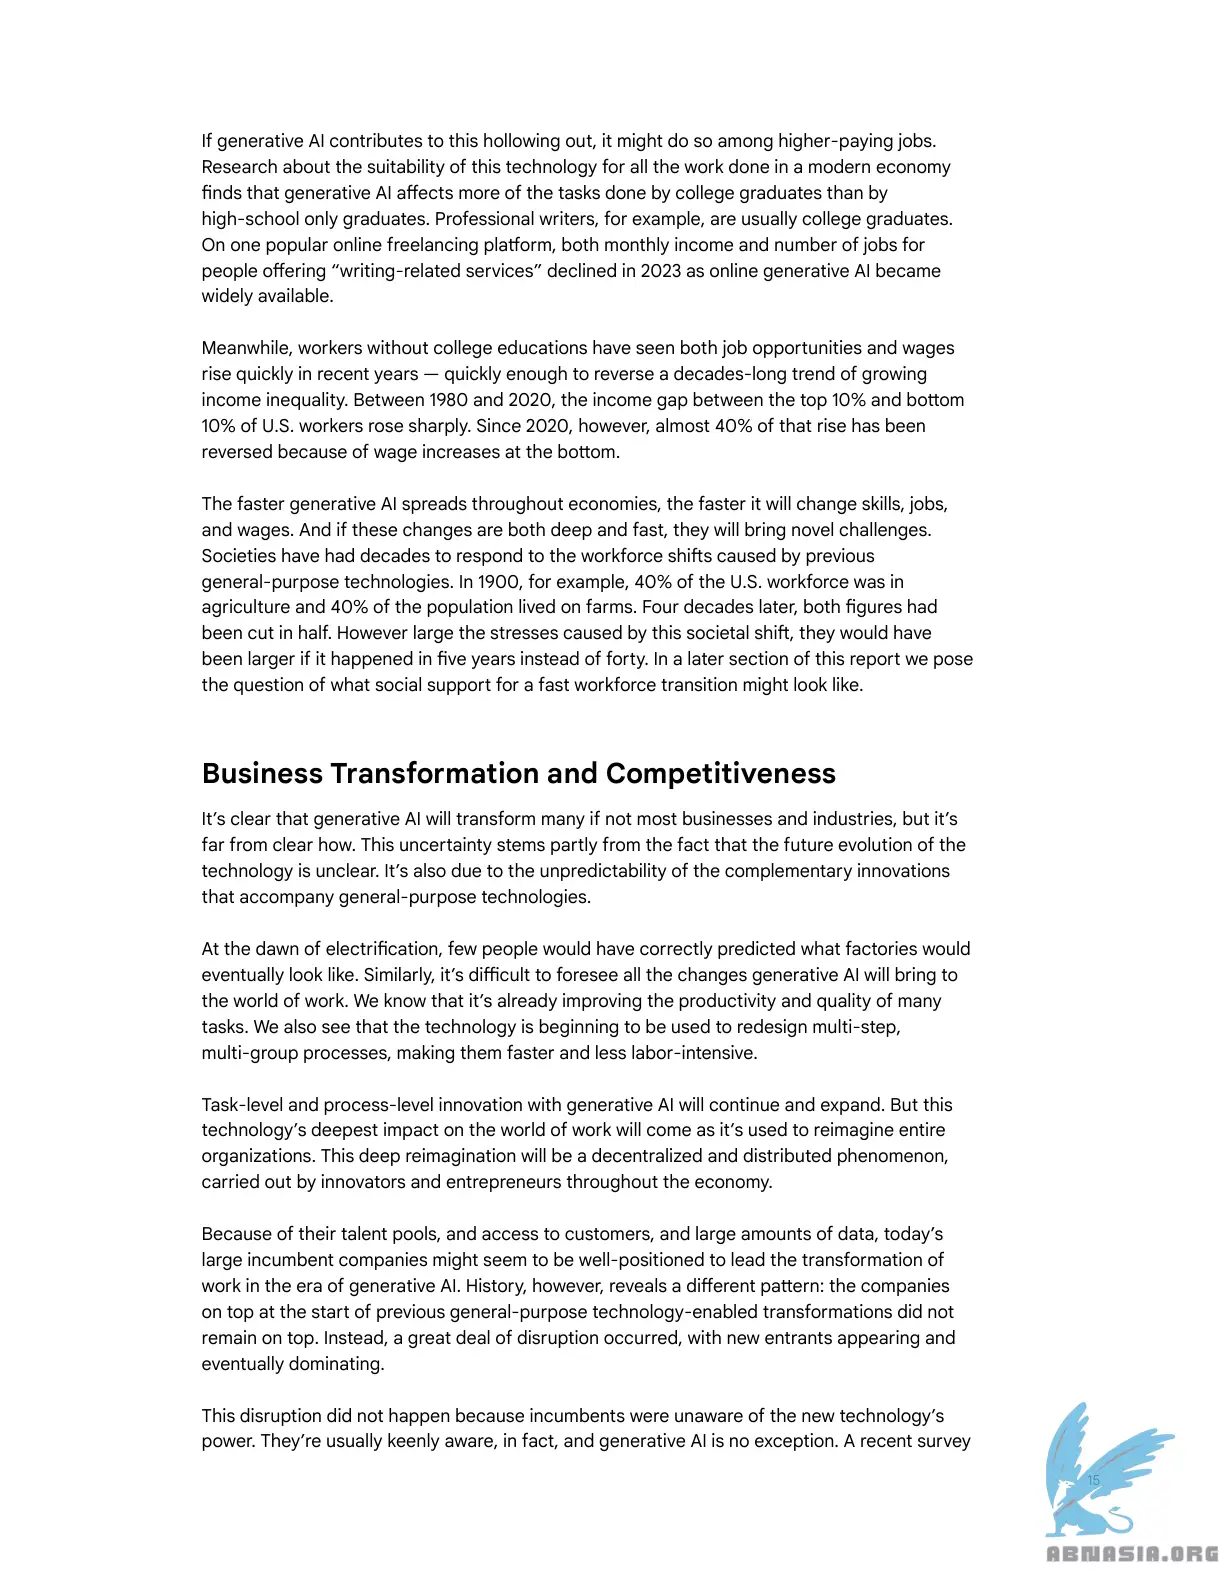 If generative AI contributes to this hollowing out, it might do so among higher-paying jobs.
Research about the suitability of this technology for all the work done in a modern economy
finds that generative AI affects more of the tasks done by college graduates than by
high-school only graduates. Professional writers, for example, are usually college graduates.
On one popular online freelancing platform, both monthly income and number of jobs for
people offering “writing-related services” declined in 2023 as online generative AI became
widely available.
Meanwhile, workers without college educations have seen both job opportunities and wages
rise quickly in recent years — quickly enough to reverse a decades-long trend of growing
income inequality. Between 1980 and 2020, the income gap between the top 10% and bottom
10% of U.S. workers rose sharply. Since 2020, however, almost 40% of that rise has been
reversed because of wage increases at the bottom.
The faster generative AI spreads throughout economies, the faster it will change skills, jobs,
and wages. And if these changes are both deep and fast, they will bring novel challenges.
Societies have had decades to respond to the workforce shifts caused by previous
general-purpose technologies. In 1900, for example, 40% of the U.S. workforce was in
agriculture and 40% of the population lived on farms. Four decades later, both figures had
been cut in half. However large the stresses caused by this societal shift, they would have
been larger if it happened in five years instead of forty. In a later section of this report we pose
the question of what social support for a fast workforce transition might look like.
Business Transformation and Competitiveness
It’s clear that generative AI will transform many if not most businesses and industries, but it’s
far from clear how. This uncertainty stems partly from the fact that the future evolution of the
technology is unclear. It’s also due to the unpredictability of the complementary innovations
that accompany general-purpose technologies.
At the dawn of electrification, few people would have correctly predicted what factories would
eventually look like. Similarly, it’s difficult to foresee all the changes generative AI will bring to
the world of work. We know that it’s already improving the productivity and quality of many
tasks. We also see that the technology is beginning to be used to redesign multi-step,
multi-group processes, making them faster and less labor-intensive.
Task-level and process-level innovation with generative AI will continue and expand. But this
technology’s deepest impact on the world of work will come as it’s used to reimagine entire
organizations. This deep reimagination will be a decentralized and distributed phenomenon,
carried out by innovators and entrepreneurs throughout the economy.
Because of their talent pools, and access to customers, and large amounts of data, today’s
large incumbent companies might seem to be well-positioned to lead the transformation of
work in the era of generative AI. History, however, reveals a different pattern: the companies
on top at the start of previous general-purpose technology-enabled transformations did not
remain on top. Instead, a great deal of disruption occurred, with new entrants appearing and
eventually dominating.
This disruption did not happen because incumbents were unaware of the new technology’s
power. They’re usually keenly aware, in fact, and generative AI is no exception. A recent survey
15
ABNASIA.ORG